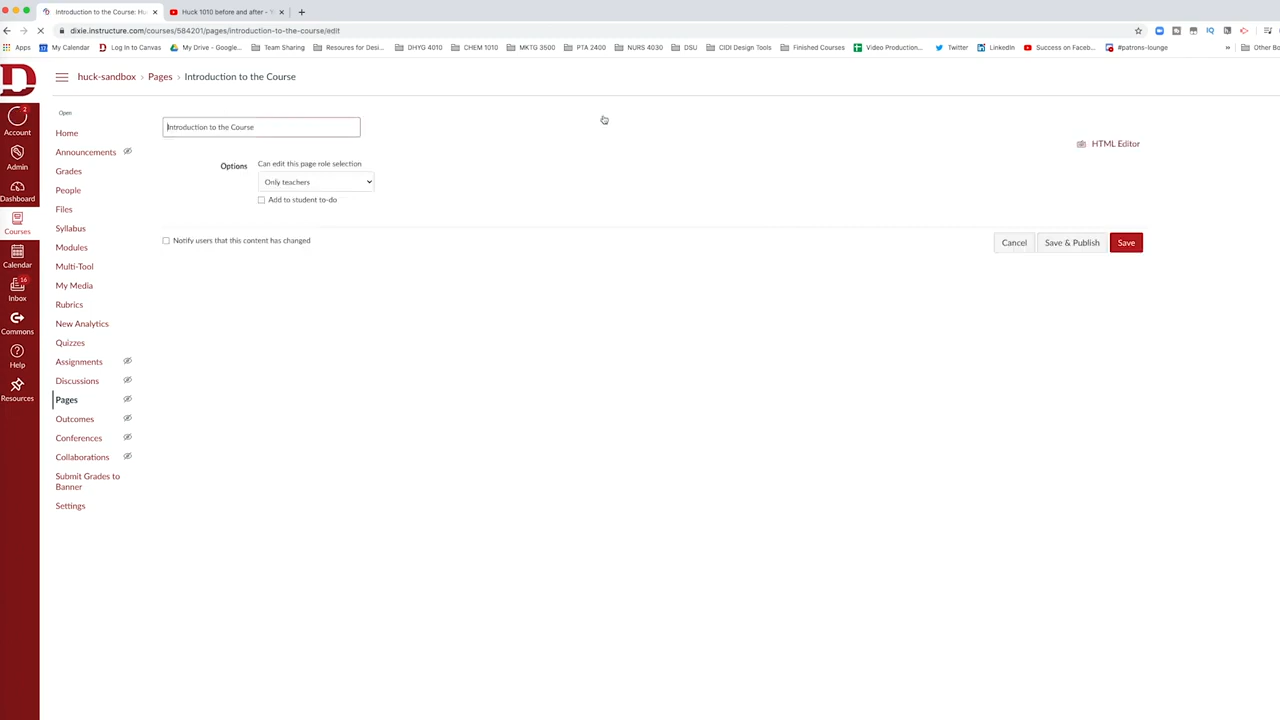 Introduction to the Course: Hu
Huck 1010 before and after -
dixie.instructure.com/courses/584201/pages/introduction-to-the-course/edit
Apps My Calendar Log In to Canvas My Drive - Google... Team Sharing Resoures for Desi... DHYG 4010 CHEM 1010 MKTG 3500 PTA 2400 NURS 4030 DSU CIDI Design Tools Finished Courses Video Production... Twitter LinkedIn Success on Faceb... #patrons-lounge » Other Bo
D
huck-sandbox › Pages › Introduction to the Course
2
Account
Admin
Dashboard
Courses
Calendar
16
Inbox
Commons
Help
Resources
Open
Home
Announcements
Grades
People
Files
Syllabus
Modules
Multi-Tool
My Media
Rubrics
New Analytics
Quizzes
Assignments
Discussions
Pages
Outcomes
Conferences
Collaborations
Submit Grades to
Banner
Settings
Introduction to the Course
HTML Editor
Options
Can edit this page role selection
Only teachers
Add to student to-do
Notify users that this content has changed
Cancel Save & Publish Save